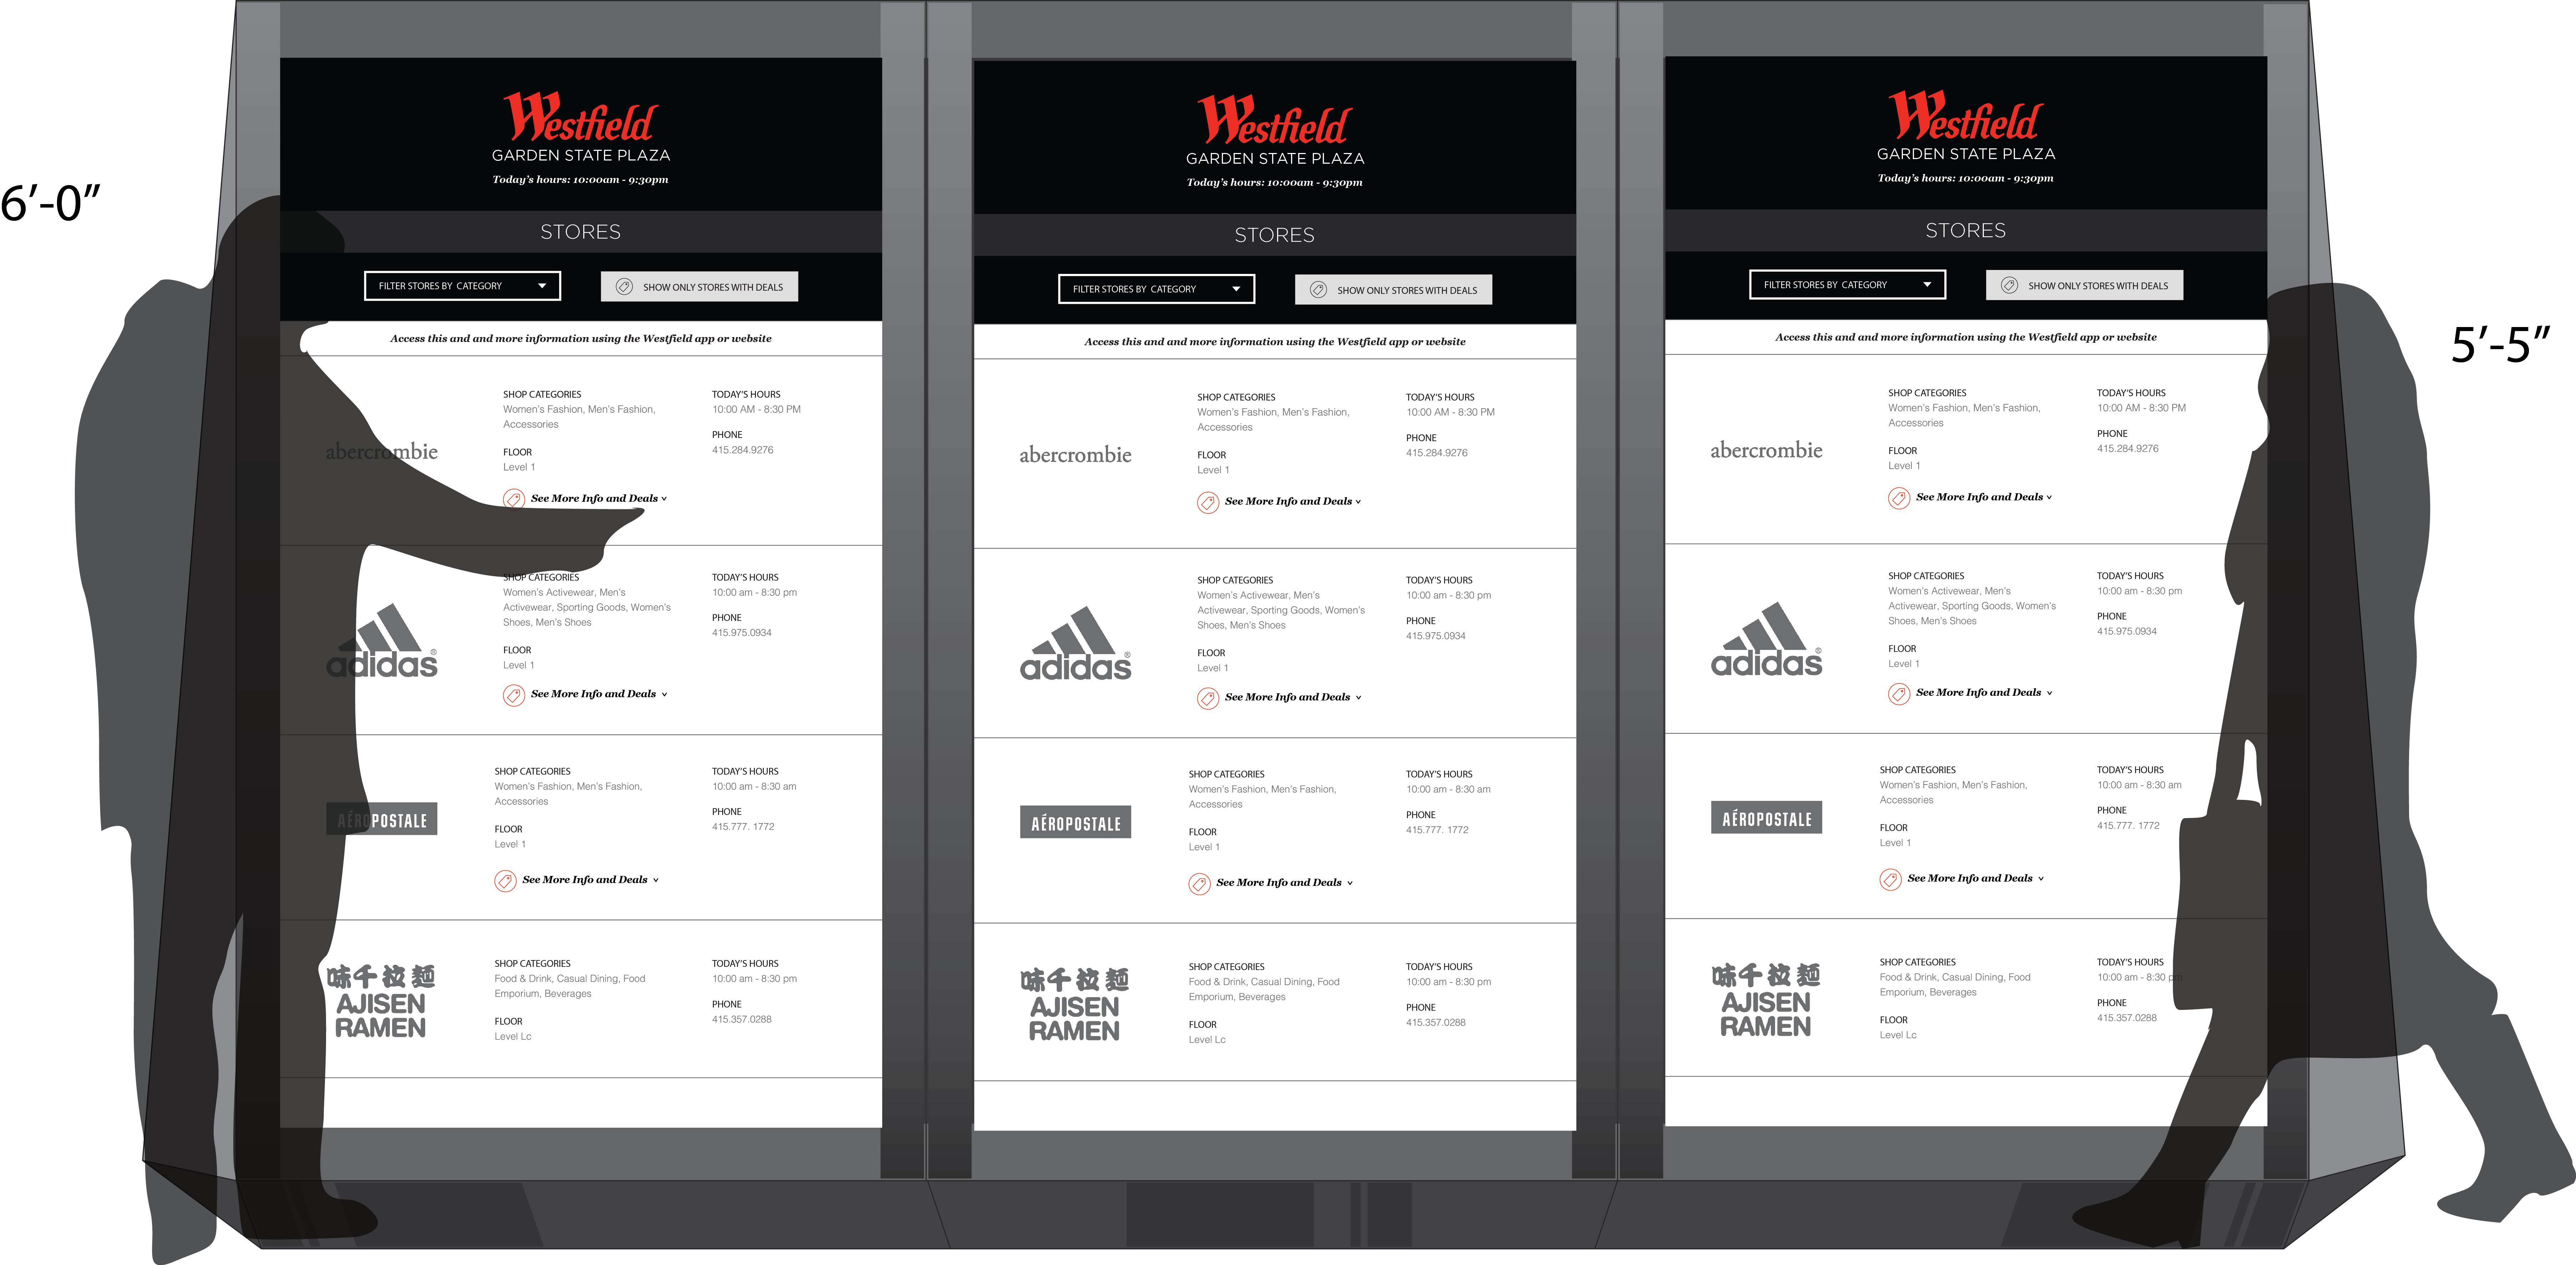 6’-0”
Westfield
GARDEN STATE PLAZA
Today’s hours: 10:00am - 9:30pm
STORES
FILTER STORES BY CATEGORY
SHOW ONLY STORES WITH DEALS
Access this and and more information using the Westfield app or website
abercrombie
SHOP CATEGORIES
Women’s Fashion, Men’s Fashion,
Accessories
FLOOR
Level 1
See More Info and Deals
TODAY’S HOURS
10:00 AM - 8:30 PM
PHONE
415.284.9276
adidas®
SHOP CATEGORIES
Women’s Activewear, Men’s
Activewear, Sporting Goods, Women’s
Shoes, Men’s Shoes
FLOOR
Level 1
See More Info and Deals
TODAY’S HOURS
10:00 am - 8:30 pm
PHONE
415.975.0934
AÉROPOSTALE
SHOP CATEGORIES
Women’s Fashion, Men’s Fashion,
Accessories
FLOOR
Level 1
See More Info and Deals
TODAY’S HOURS
10:00 am - 8:30 am
PHONE
415.777. 1772
味千拉麵
AJISEN
RAMEN
SHOP CATEGORIES
Food & Drink, Casual Dining, Food
Emporium, Beverages
FLOOR
Level Lc
TODAY’S HOURS
10:00 am - 8:30 pm
PHONE
415.357.0288
Westfield
GARDEN STATE PLAZA
Today’s hours: 10:00am - 9:30pm
STORES
FILTER STORES BY CATEGORY
SHOW ONLY STORES WITH DEALS
Access this and and more information using the Westfield app or website
abercrombie
SHOP CATEGORIES
Women’s Fashion, Men’s Fashion,
Accessories
FLOOR
Level 1
See More Info and Deals
TODAY’S HOURS
10:00 AM - 8:30 PM
PHONE
415.284.9276
adidas®
SHOP CATEGORIES
Women’s Activewear, Men’s
Activewear, Sporting Goods, Women’s
Shoes, Men’s Shoes
FLOOR
Level 1
See More Info and Deals
TODAY’S HOURS
10:00 am - 8:30 pm
PHONE
415.975.0934
AÉROPOSTALE
SHOP CATEGORIES
Women’s Fashion, Men’s Fashion,
Accessories
FLOOR
Level 1
See More Info and Deals
TODAY’S HOURS
10:00 am - 8:30 am
PHONE
415.777. 1772
味千拉麵
AJISEN
RAMEN
SHOP CATEGORIES
Food & Drink, Casual Dining, Food
Emporium, Beverages
FLOOR
Level Lc
TODAY’S HOURS
10:00 am - 8:30 pm
PHONE
415.357.0288
Westfield
GARDEN STATE PLAZA
Today’s hours: 10:00am - 9:30pm
STORES
FILTER STORES BY CATEGORY
SHOW ONLY STORES WITH DEALS
Access this and and more information using the Westfield app or website
abercrombie
SHOP CATEGORIES
Women’s Fashion, Men’s Fashion,
Accessories
FLOOR
Level 1
See More Info and Deals
TODAY’S HOURS
10:00 AM - 8:30 PM
PHONE
415.284.9276
adidas®
SHOP CATEGORIES
Women’s Activewear, Men’s
Activewear, Sporting Goods, Women’s
Shoes, Men’s Shoes
FLOOR
Level 1
See More Info and Deals
TODAY’S HOURS
10:00 am - 8:30 pm
PHONE
415.975.0934
AÉROPOSTALE
SHOP CATEGORIES
Women’s Fashion, Men’s Fashion,
Accessories
FLOOR
Level 1
See More Info and Deals
TODAY’S HOURS
10:00 am - 8:30 am
PHONE
415.777. 1772
味千拉麵
AJISEN
RAMEN
SHOP CATEGORIES
Food & Drink, Casual Dining, Food
Emporium, Beverages
FLOOR
Level Lc
TODAY’S HOURS
10:00 am - 8:30 pm
PHONE
415.357.0288
5’-5”